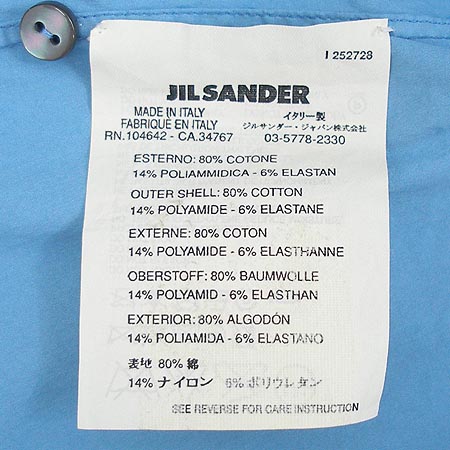 I 252728
JIL SANDER
MADE IN ITALY イタリー製
FABRIQUÉ EN ITALY ジルサンダー・ジャパン株式会社
RN.104642 - CA.34767 03-5778-2330
ESTERNO: 80% COTONE
14% POLIAMMIDICA - 6% ELASTAN
OUTER SHELL: 80% COTTON
14% POLYAMIDE - 6% ELASTANE
EXTERNE: 80% COTON
14% POLYAMIDE - 6% ELASTHANNE
OBERSTOFF: 80% BAUMWOLLE
14% POLYAMID - 6% ELASTHAN
EXTERIOR: 80% ALGODÓN
14% POLIAMIDA - 6% ELASTANO
表地 80% 綿
14% ナイロン 6% ポリウレタン
SEE REVERSE FOR CARE INSTRUCTION